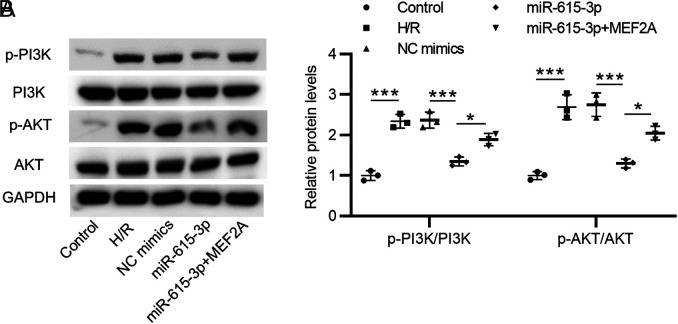 A
B
p-PI3K
PI3K
p-AKT
AKT
GAPDH
Control
H/R
NC mimics
miR-615-3p
miR-615-3p+MEF2A
Control
miR-615-3p
H/R
miR-615-3p+MEF2A
NC mimics
Relative protein levels
4
3
2
1
0
***
***
*
***
***
*
p-PI3K/PI3K
p-AKT/AKT